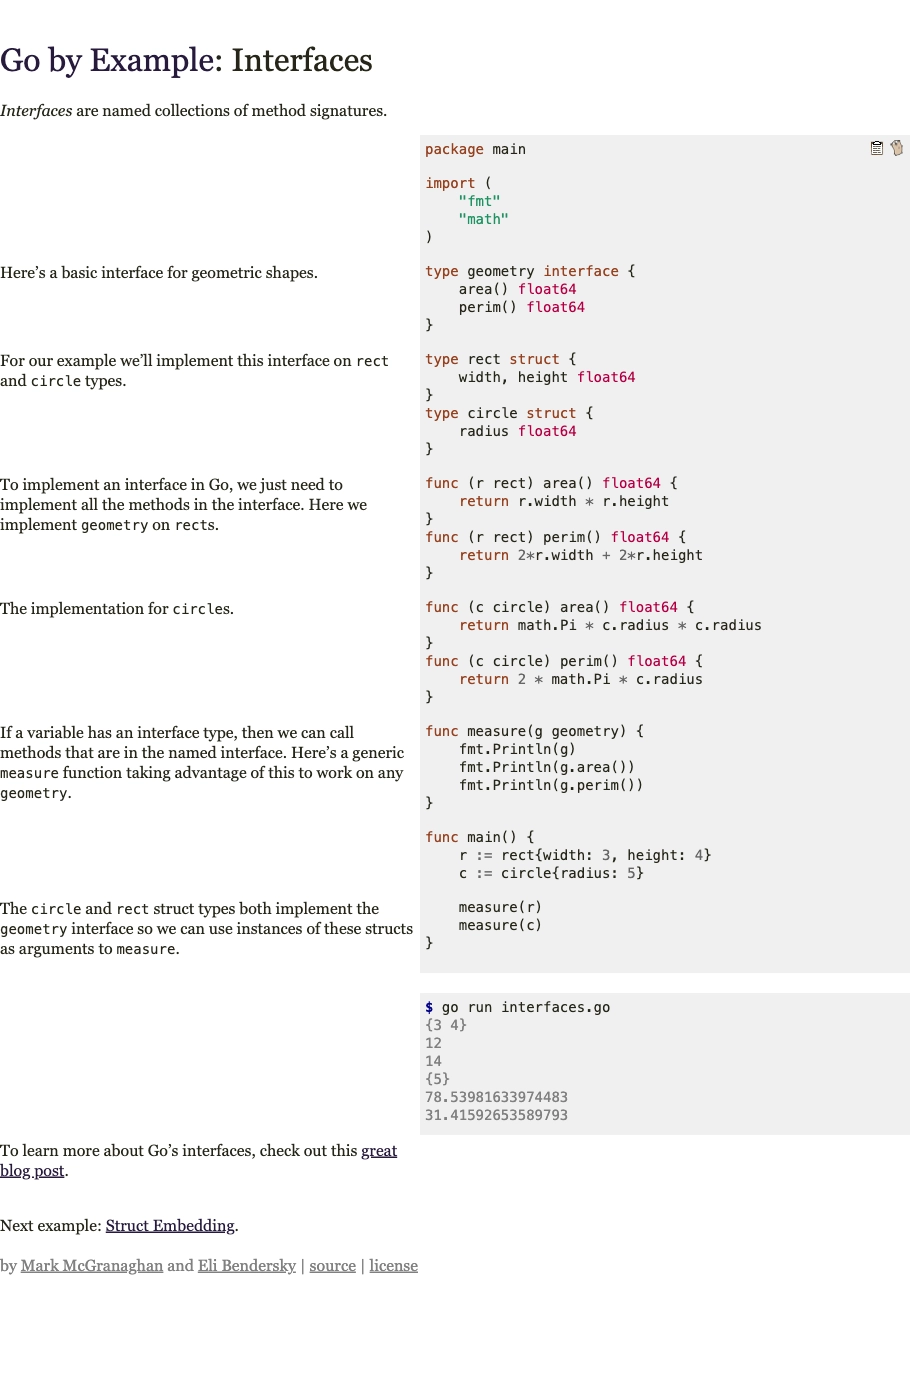 Go by Example: Interfaces
Interfaces are named collections of method signatures.
package main
import (
    "fmt"
    "math"
)
Here’s a basic interface for geometric shapes.
type geometry interface {
    area() float64
    perim() float64
}
For our example we’ll implement this interface on rect
and circle types.
type rect struct {
    width, height float64
}
type circle struct {
    radius float64
}
To implement an interface in Go, we just need to
implement all the methods in the interface. Here we
implement geometry on rects.
func (r rect) area() float64 {
    return r.width * r.height
}
func (r rect) perim() float64 {
    return 2*r.width + 2*r.height
}
The implementation for circles.
func (c circle) area() float64 {
    return math.Pi * c.radius * c.radius
}
func (c circle) perim() float64 {
    return 2 * math.Pi * c.radius
}
If a variable has an interface type, then we can call
methods that are in the named interface. Here’s a generic
measure function taking advantage of this to work on any
geometry.
func measure(g geometry) {
    fmt.Println(g)
    fmt.Println(g.area())
    fmt.Println(g.perim())
}
func main() {
    r := rect{width: 3, height: 4}
    c := circle{radius: 5}
The circle and rect struct types both implement the
geometry interface so we can use instances of these structs
as arguments to measure.
    measure(r)
    measure(c)
}
$ go run interfaces.go
{3 4}
12
14
{5}
78.53981633974483
31.41592653589793
To learn more about Go’s interfaces, check out this great
blog post.
Next example: Struct Embedding.
by Mark McGranaghan and Eli Bendersky | source | license